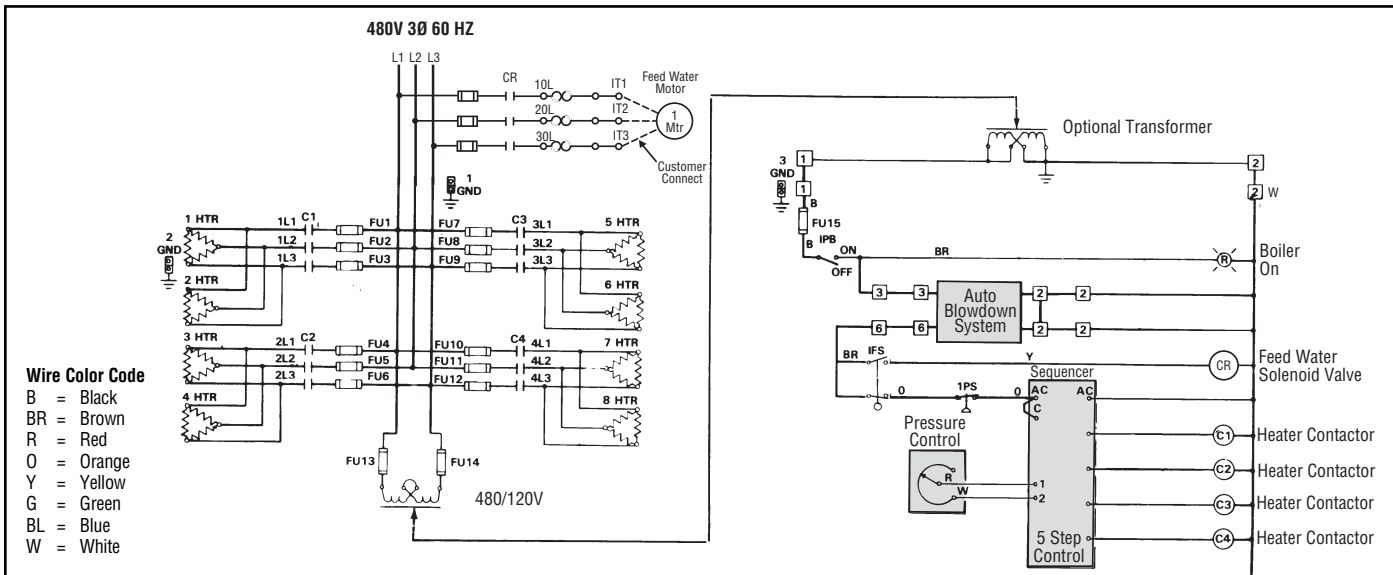 480V 3Ø 60 HZ
L1 L2 L3
CR
10L
IT1
Feed Water
Motor
20L
IT2
1
Mtr
30L
IT3
Customer
Connect
1
GND
Optional Transformer
3
GND
1
2
1
2
W
B
FU15
B
IPB
ON
OFF
BR
R
Boiler
On
3
3
Auto
Blowdown
System
2
2
6
6
2
2
BR
IFS
Y
CR
Feed Water
Solenoid Valve
Sequencer
O
1PS
O
AC
AC
C
Pressure
Control
R
W
1
2
5 Step
Control
C1
Heater Contactor
C2
Heater Contactor
C3
Heater Contactor
C4
Heater Contactor
1 HTR
1L1
C1
FU1
FU7
C3
3L1
5 HTR
2
GND
1L2
FU2
FU8
3L2
1L3
FU3
FU9
3L3
2 HTR
6 HTR
3 HTR
2L1
C2
FU4
FU10
C4
4L1
7 HTR
2L2
FU5
FU11
4L2
2L3
FU6
FU12
4L3
4 HTR
8 HTR
FU13
FU14
480/120V
Wire Color Code
B = Black
BR = Brown
R = Red
O = Orange
Y = Yellow
G = Green
BL = Blue
W = White